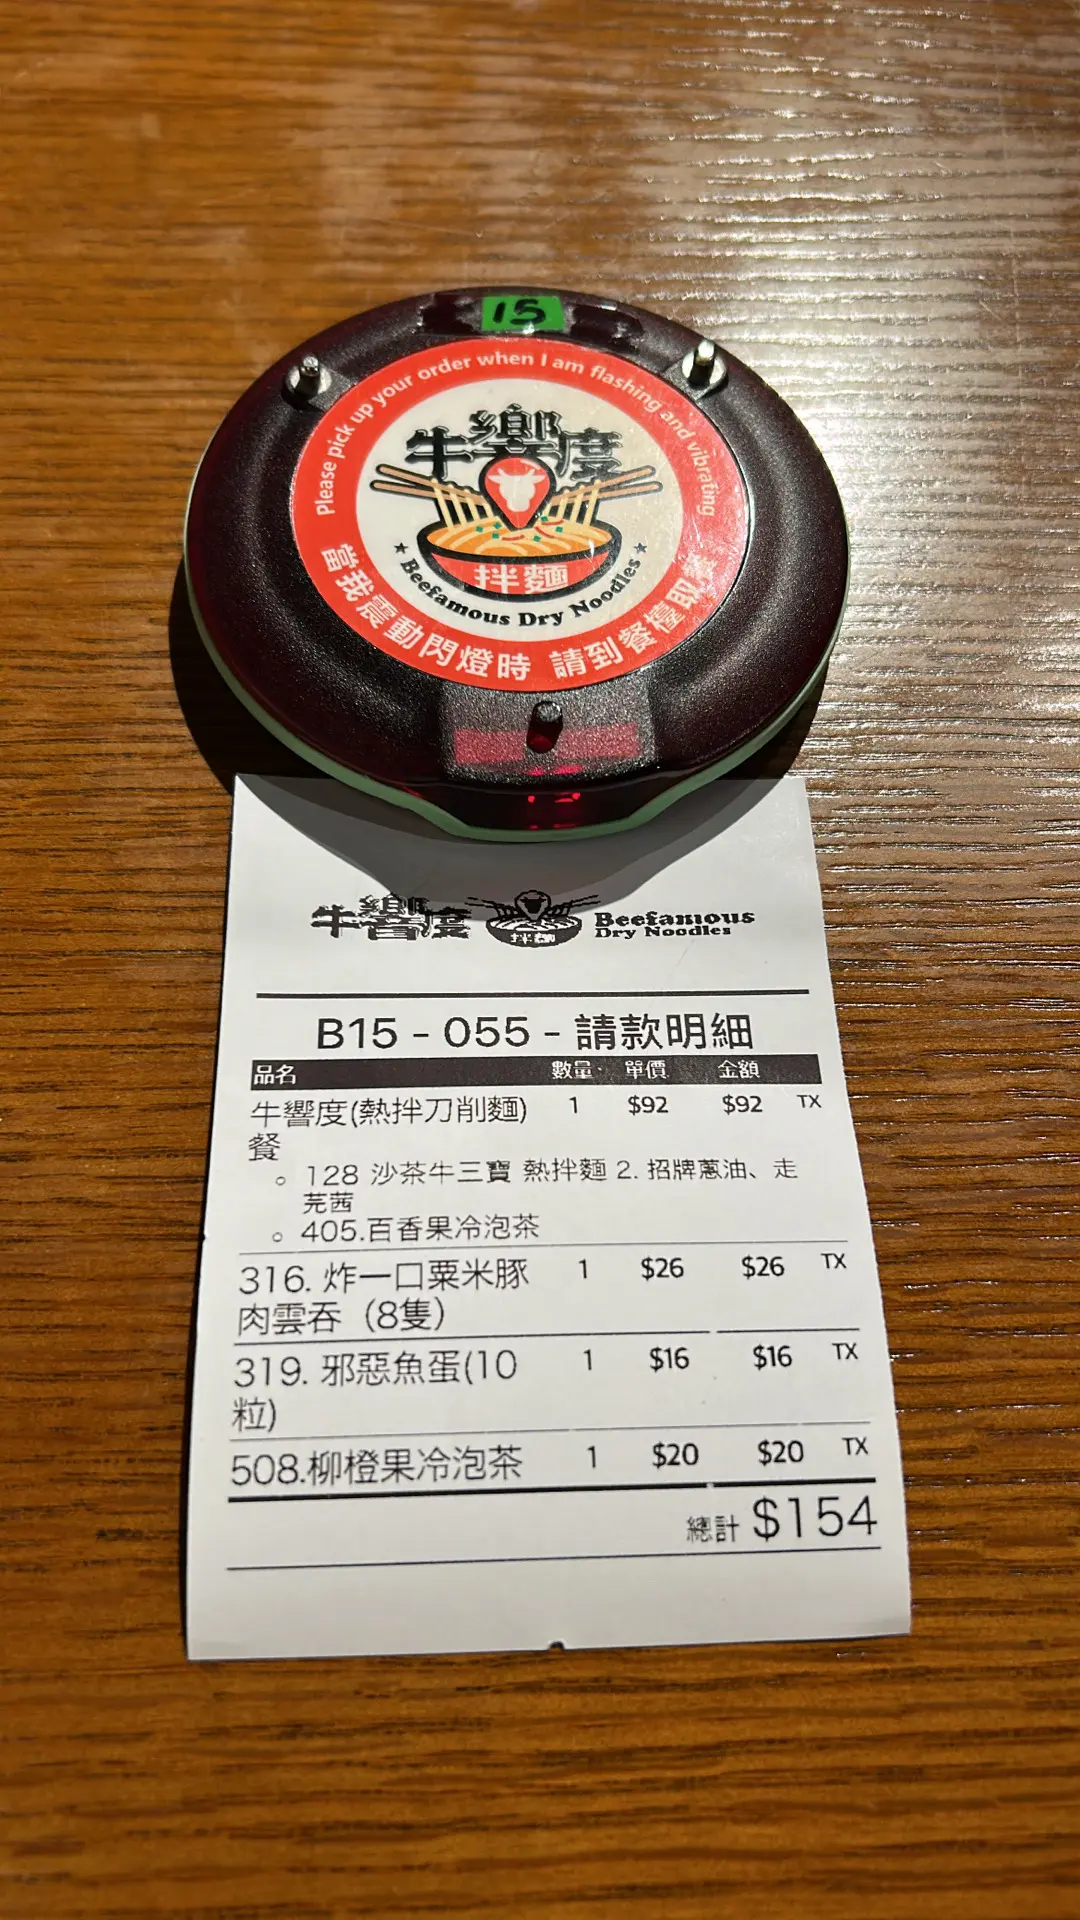 15
Please pick up your order when I am flashing and vibrating
牛嚮度
拌麵
★ Beefamous Dry Noodles ★
當我震動閃燈時 請到餐檯取
牛嚮度 拌麵 Beefamous
Dry Noodles
B15 - 055 - 請款明細
品名 數量 單價 金額
牛響度(熱拌刀削麵) 1 $92 $92 TX
餐
。 128 沙茶牛三寶 熱拌麵 2. 招牌蔥油、走
芫茜
。 405.百香果冷泡茶
316. 炸一口粟米豚 1 $26 $26 TX
肉雲吞（8隻）
319. 邪惡魚蛋(10 1 $16 $16 TX
粒)
508.柳橙果冷泡茶 1 $20 $20 TX
總計 $154